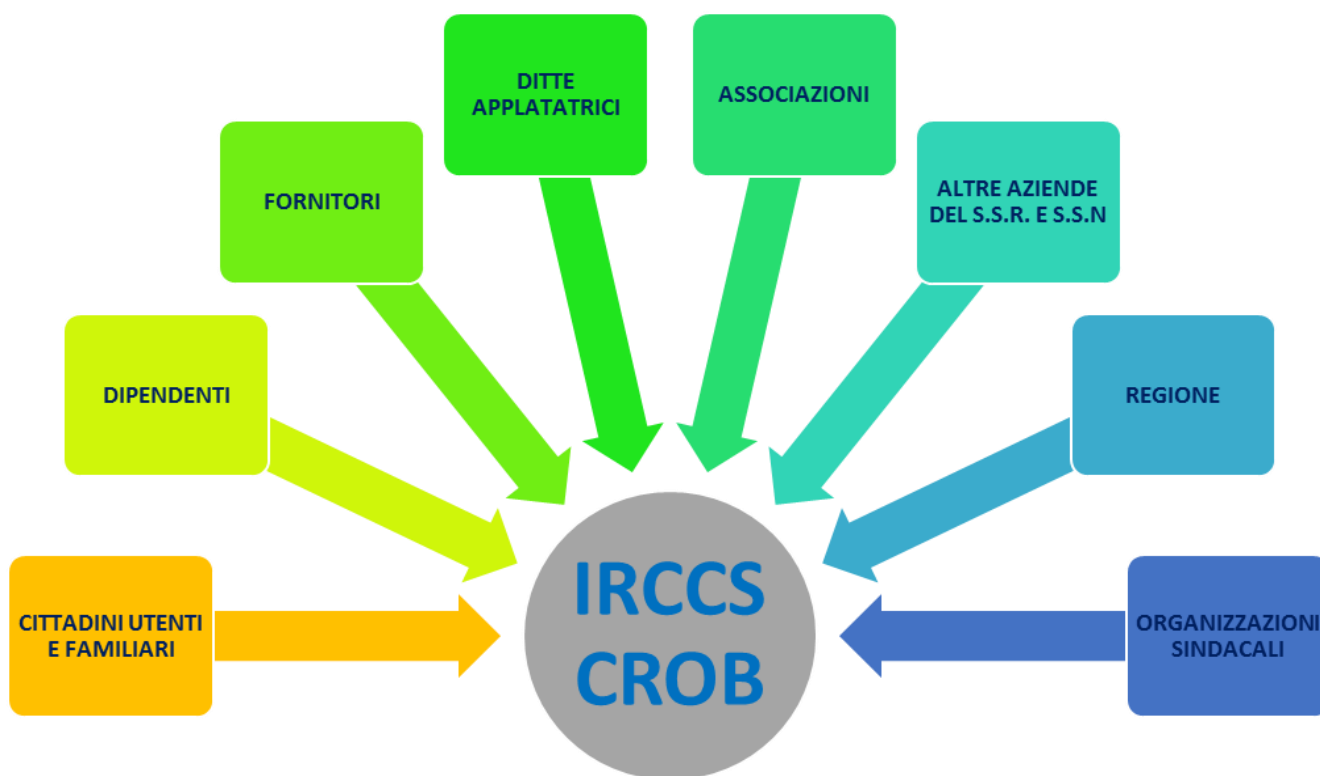 DITTE
APPLATATRICI
ASSOCIAZIONI
FORNITORI
ALTRE AZIENDE
DEL S.S.R. E S.S.N
DIPENDENTI
REGIONE
CITTADINI UTENTI
E FAMILIARI
IRCCS
CROB
ORGANIZZAZIONI
SINDACALI